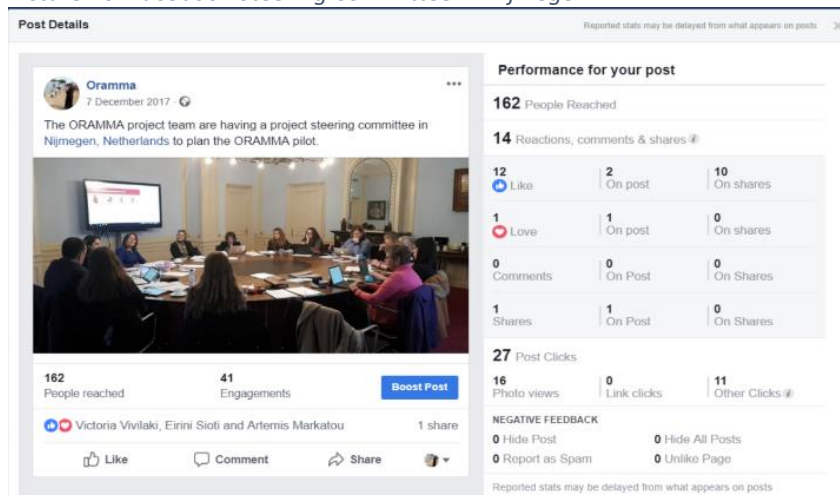 Post Details
Reported stats may be delayed from what appears on posts
Oramma
7 December 2017
The ORAMMA project team are having a project steering committee in
Nijmegen, Netherlands to plan the ORAMMA pilot.
162
People reached
41
Engagements
Boost Post
Victoria Vivilaki, Eirini Sioti and Artemis Markatou
1 share
Like
Comment
Share
Performance for your post
162 People Reached
14 Reactions, comments & shares
12
Like
2
On post
10
On shares
1
Love
1
On post
0
On shares
0
Comments
0
On Post
0
On Shares
1
Shares
1
On Post
0
On Shares
27 Post Clicks
16
Photo views
0
Link clicks
11
Other Clicks
NEGATIVE FEEDBACK
0 Hide Post
0 Hide All Posts
0 Report as Spam
0 Unlike Page
Reported stats may be delayed from what appears on posts